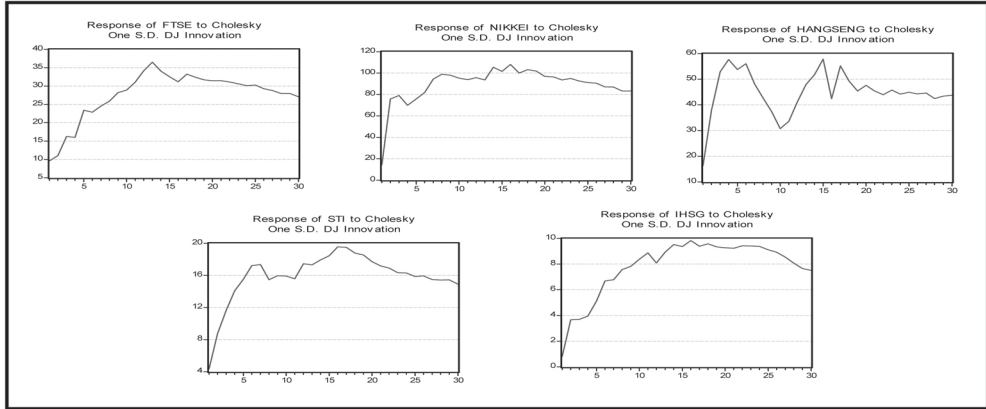 Response of FTSE to Cholesky
One S.D. DJ Innovation
40
35
30
25
20
15
10
5
5 10 15 20 25 30
Response of NIKKEI to Cholesky
One S.D. DJ Innovation
120
100
80
60
40
20
0
5 10 15 20 25 30
Response of HANGSENG to Cholesky
One S.D. DJ Innovation
60
50
40
30
20
10
5 10 15 20 25 30
Response of STI to Cholesky
One S.D. DJ Innovation
20
16
12
8
4
5 10 15 20 25 30
Response of IHSG to Cholesky
One S.D. DJ Innovation
10
8
6
4
2
0
5 10 15 20 25 30